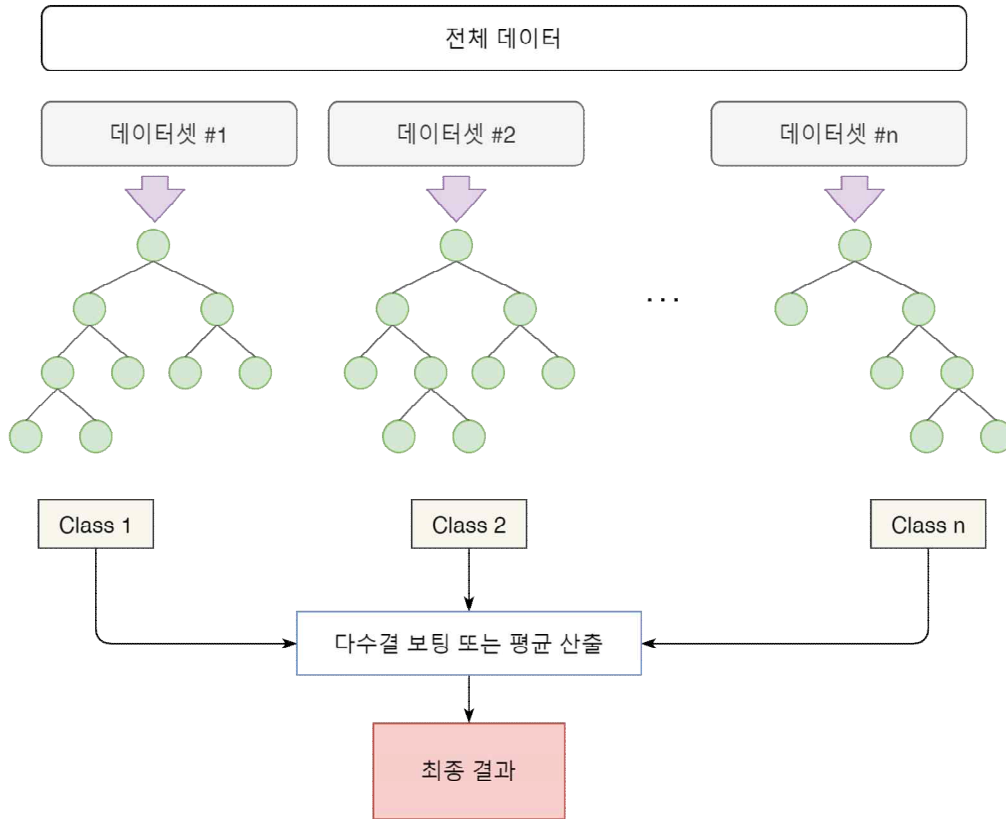 전체 데이터
데이터셋 #1
데이터셋 #2
데이터셋 #n
...
Class 1
Class 2
Class n
다수결 보팅 또는 평균 산출
최종 결과